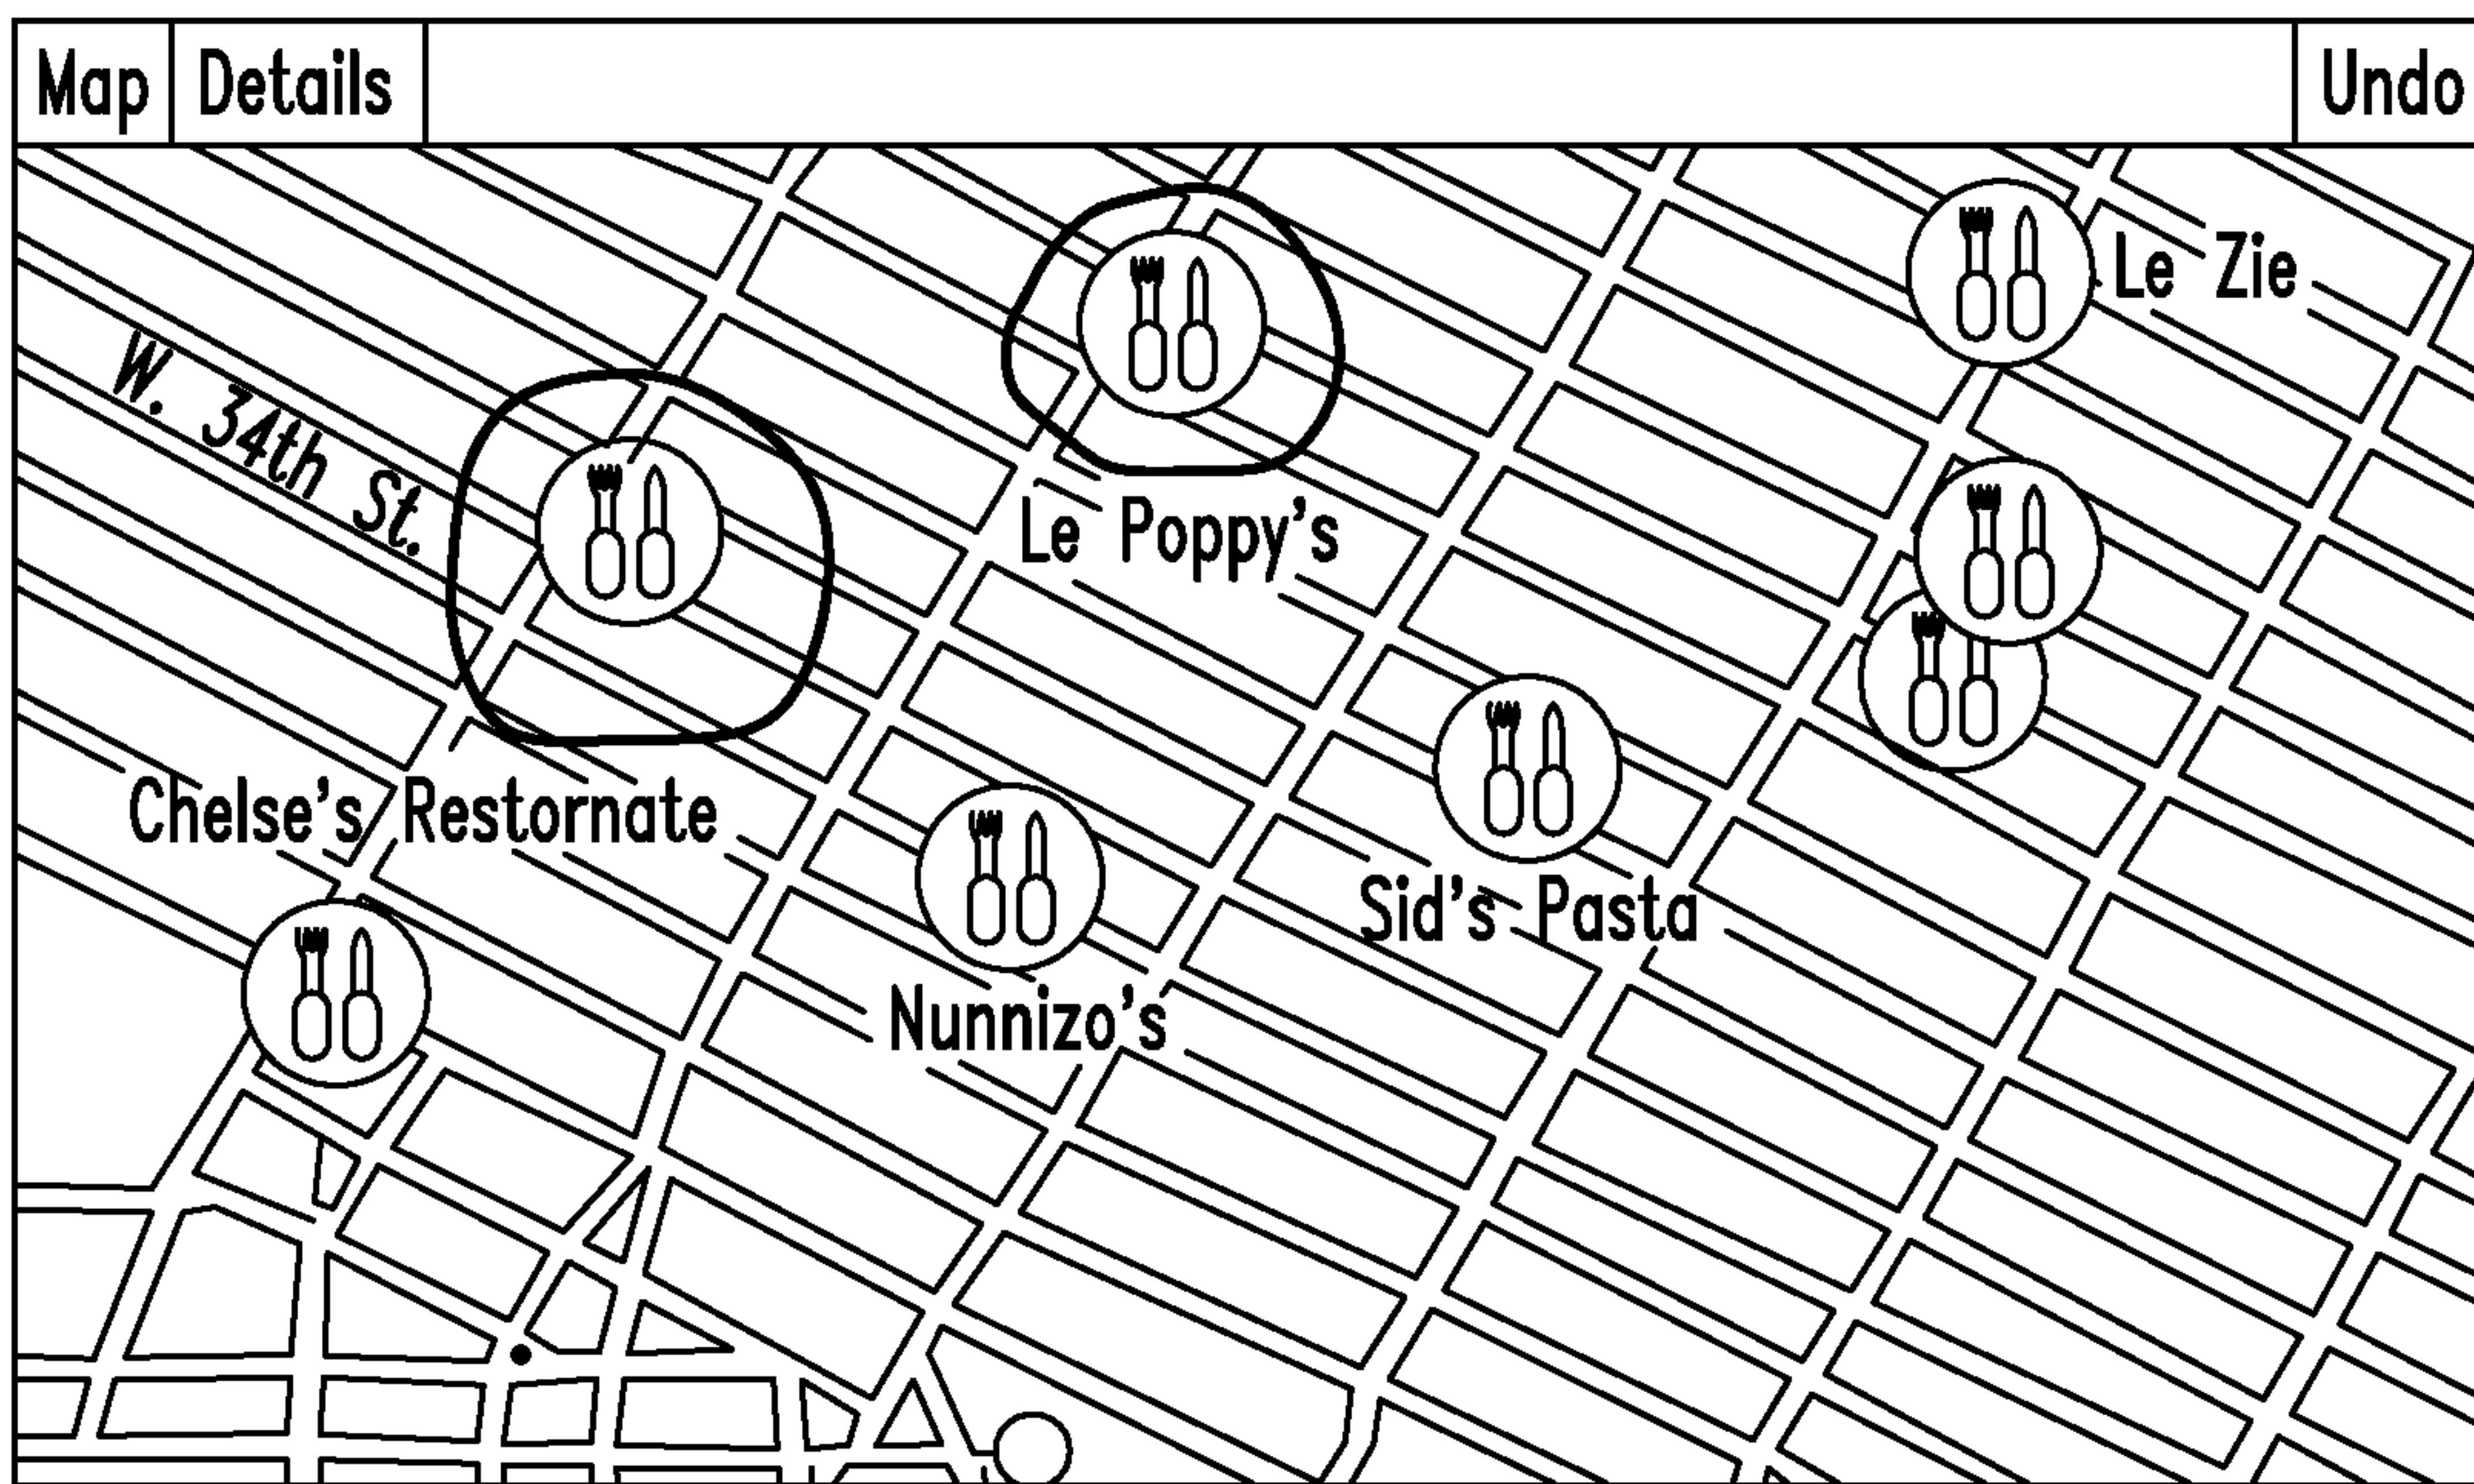 Map Details Undo
Le Zie
W. 34th St.
Le Poppy's
Chelse's Restornate
Sid's Pasta
Nunnizo's